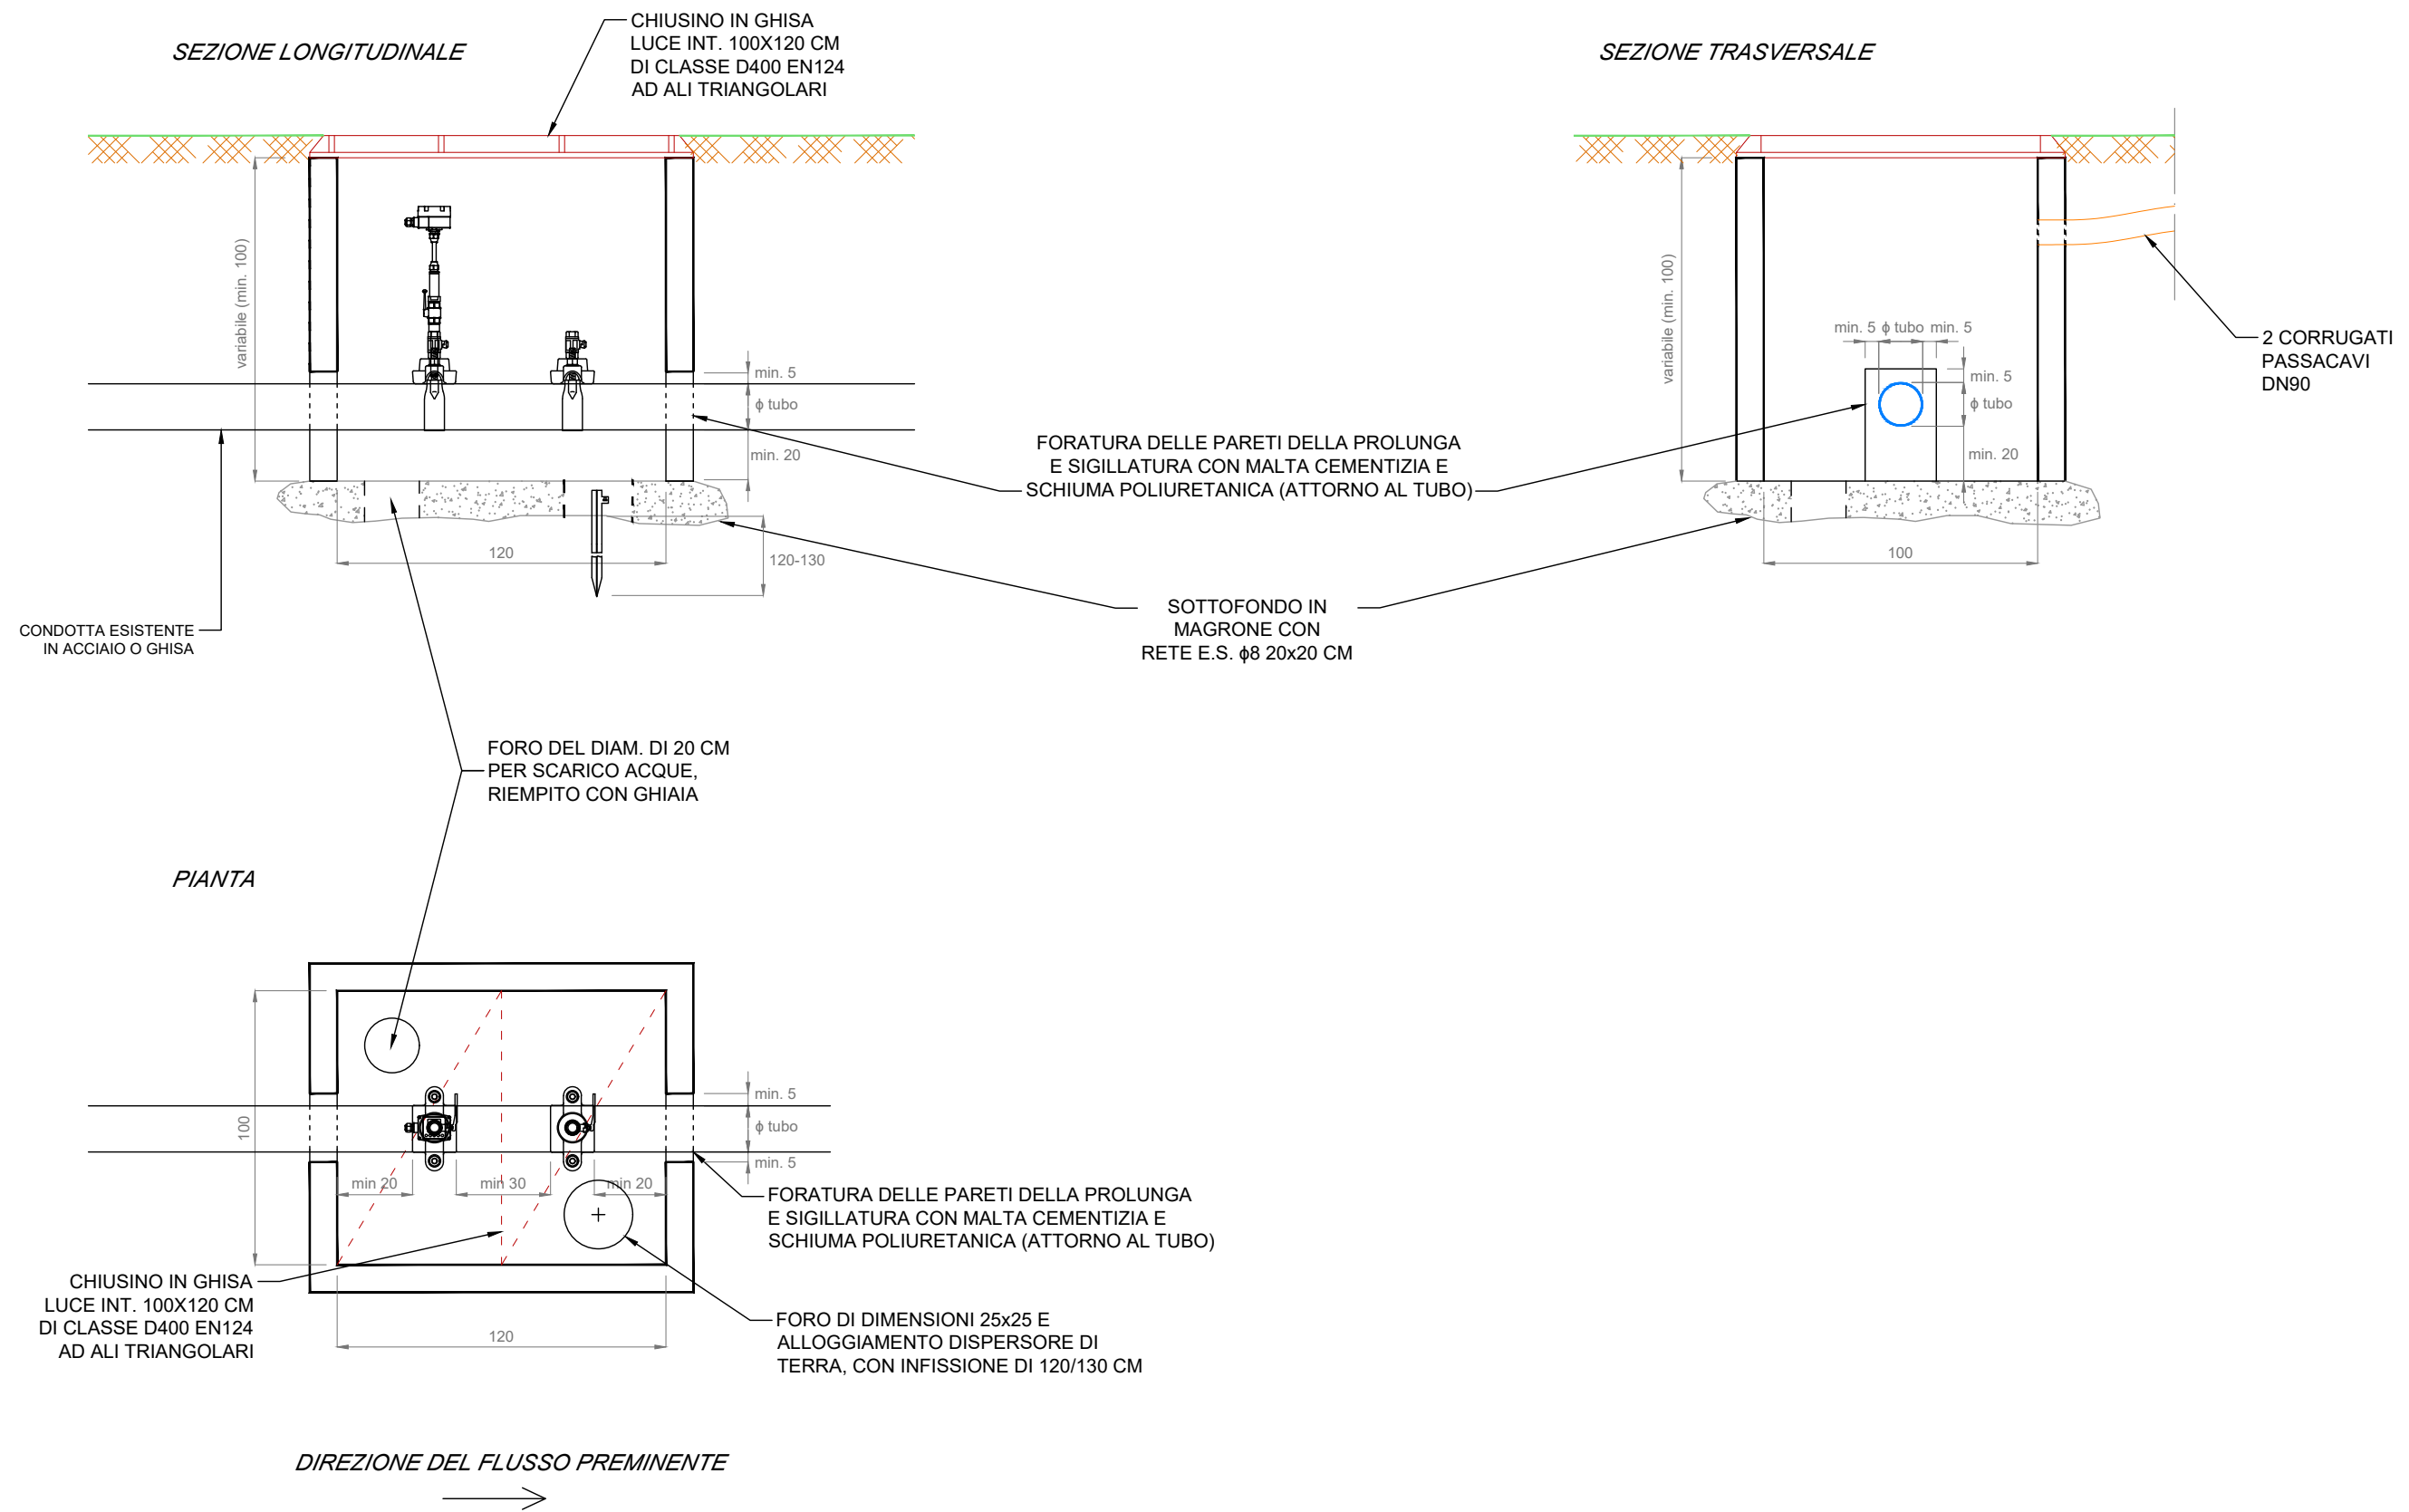 SEZIONE LONGITUDINALE
CHIUSINO IN GHISA
LUCE INT. 100X120 CM
DI CLASSE D400 EN124
AD ALI TRIANGOLARI
variabile (min. 100)
min. 5
ϕ tubo
min. 20
120
120-130
CONDOTTA ESISTENTE
IN ACCIAIO O GHISA
SEZIONE TRASVERSALE
variabile (min. 100)
min. 5 ϕ tubo min. 5
min. 5
ϕ tubo
min. 20
100
2 CORRUGATI
PASSACAVI
DN90
FORATURA DELLE PARETI DELLA PROLUNGA
E SIGILLATURA CON MALTA CEMENTIZIA E
SCHIUMA POLIURETANICA (ATTORNO AL TUBO)
SOTTOFONDO IN
MAGRONE CON
RETE E.S. ϕ8 20x20 CM
FORO DEL DIAM. DI 20 CM
PER SCARICO ACQUE,
RIEMPITO CON GHIAIA
PIANTA
100
min. 5
ϕ tubo
min. 5
min 20
min 30
min 20
120
FORATURA DELLE PARETI DELLA PROLUNGA
E SIGILLATURA CON MALTA CEMENTIZIA E
SCHIUMA POLIURETANICA (ATTORNO AL TUBO)
CHIUSINO IN GHISA
LUCE INT. 100X120 CM
DI CLASSE D400 EN124
AD ALI TRIANGOLARI
FORO DI DIMENSIONI 25x25 E
ALLOGGIAMENTO DISPERSORE DI
TERRA, CON INFISSIONE DI 120/130 CM
DIREZIONE DEL FLUSSO PREMINENTE